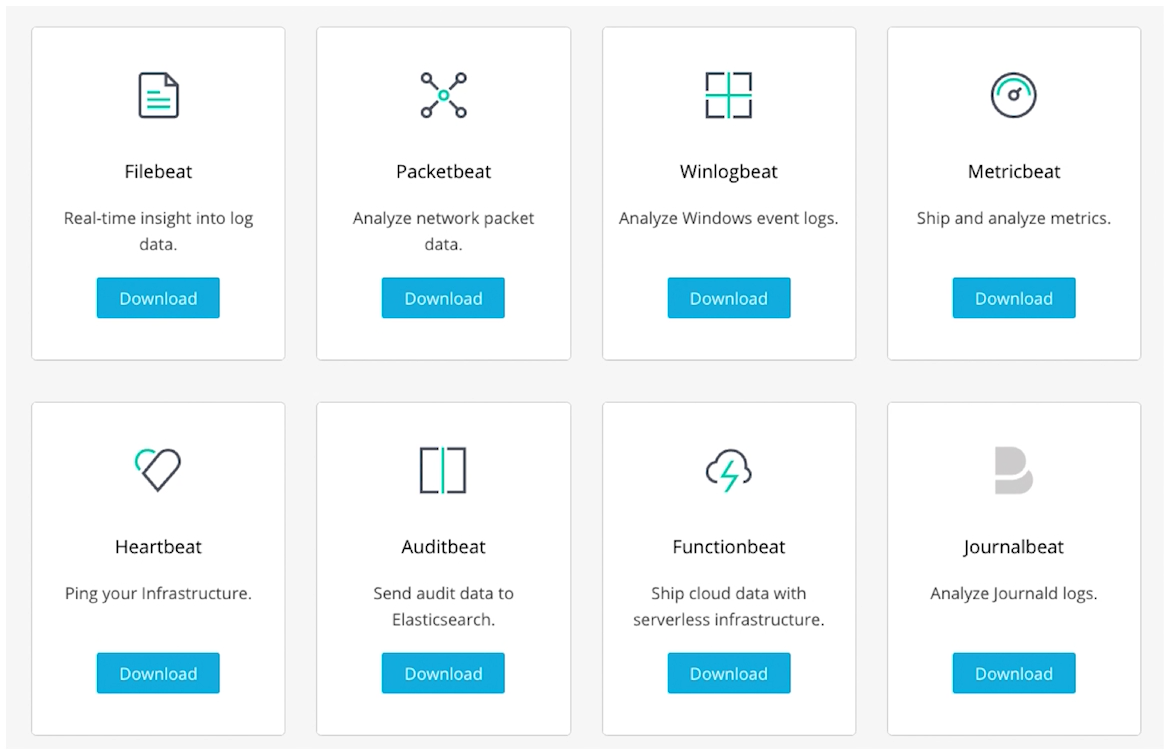 Filebeat
Real-time insight into log
data.
Download
Packetbeat
Analyze network packet
data.
Download
Winlogbeat
Analyze Windows event logs.
Download
Metricbeat
Ship and analyze metrics.
Download
Heartbeat
Ping your Infrastructure.
Download
Auditbeat
Send audit data to
Elasticsearch.
Download
Functionbeat
Ship cloud data with
serverless infrastructure.
Download
Journalbeat
Analyze Journald logs.
Download